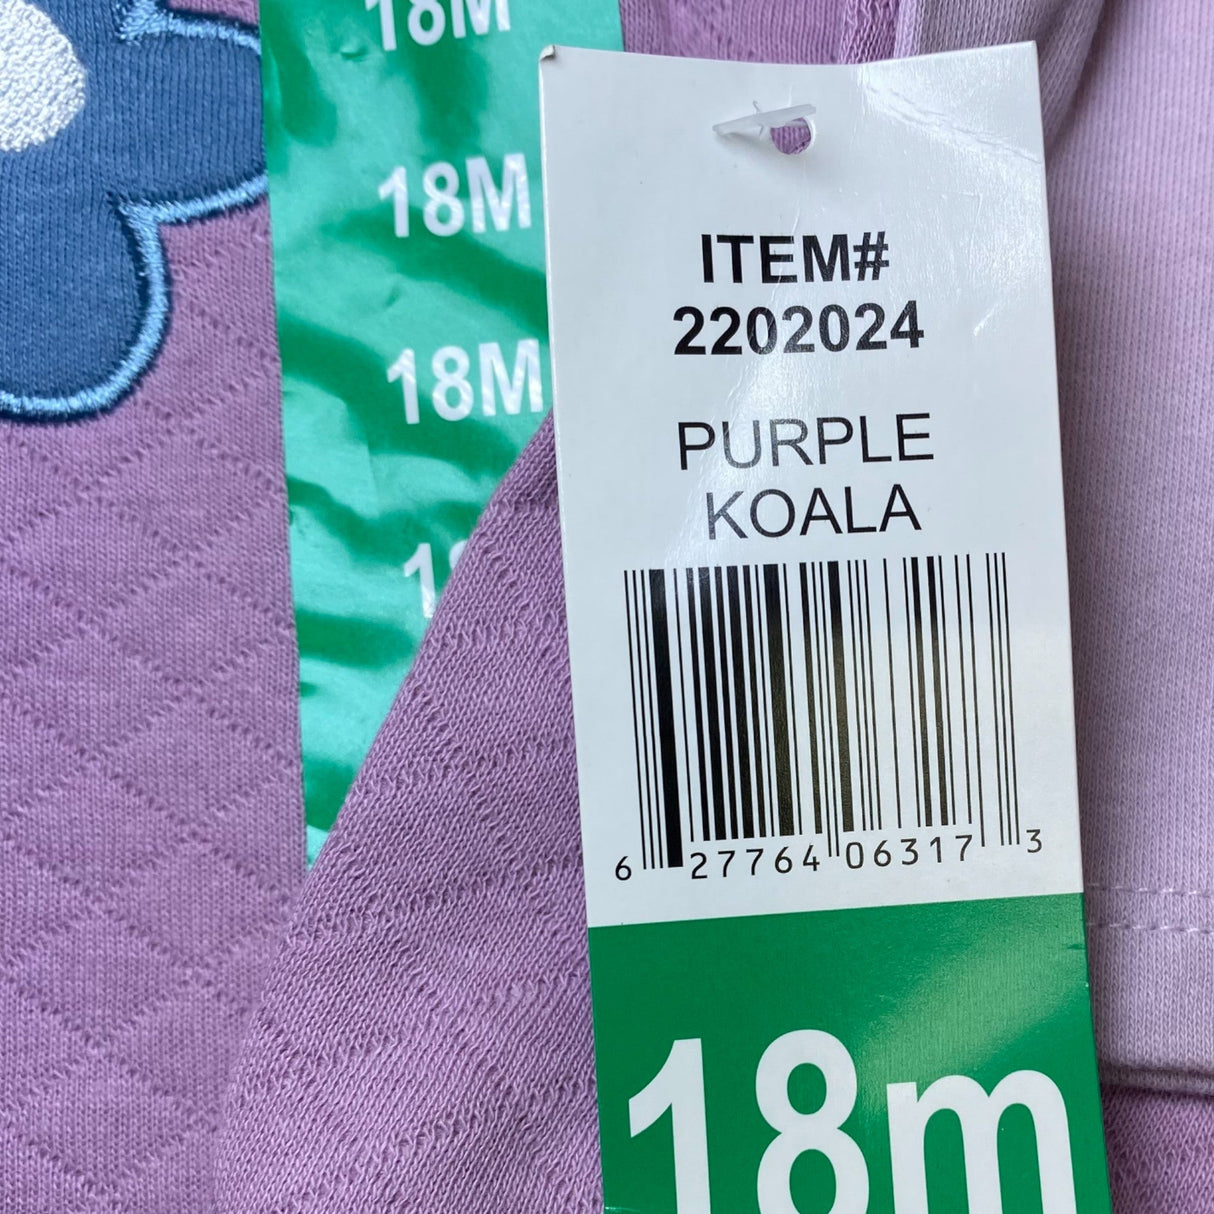 18M
18M
18M
ITEM#
2202024
PURPLE
KOALA
6 27764 06317 3
18m